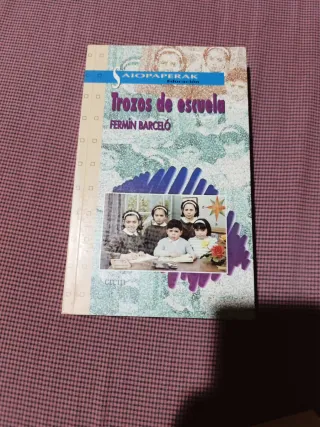 SAIOPAPERAK
Trozos de escuela
FERMÍN BARCELÓ